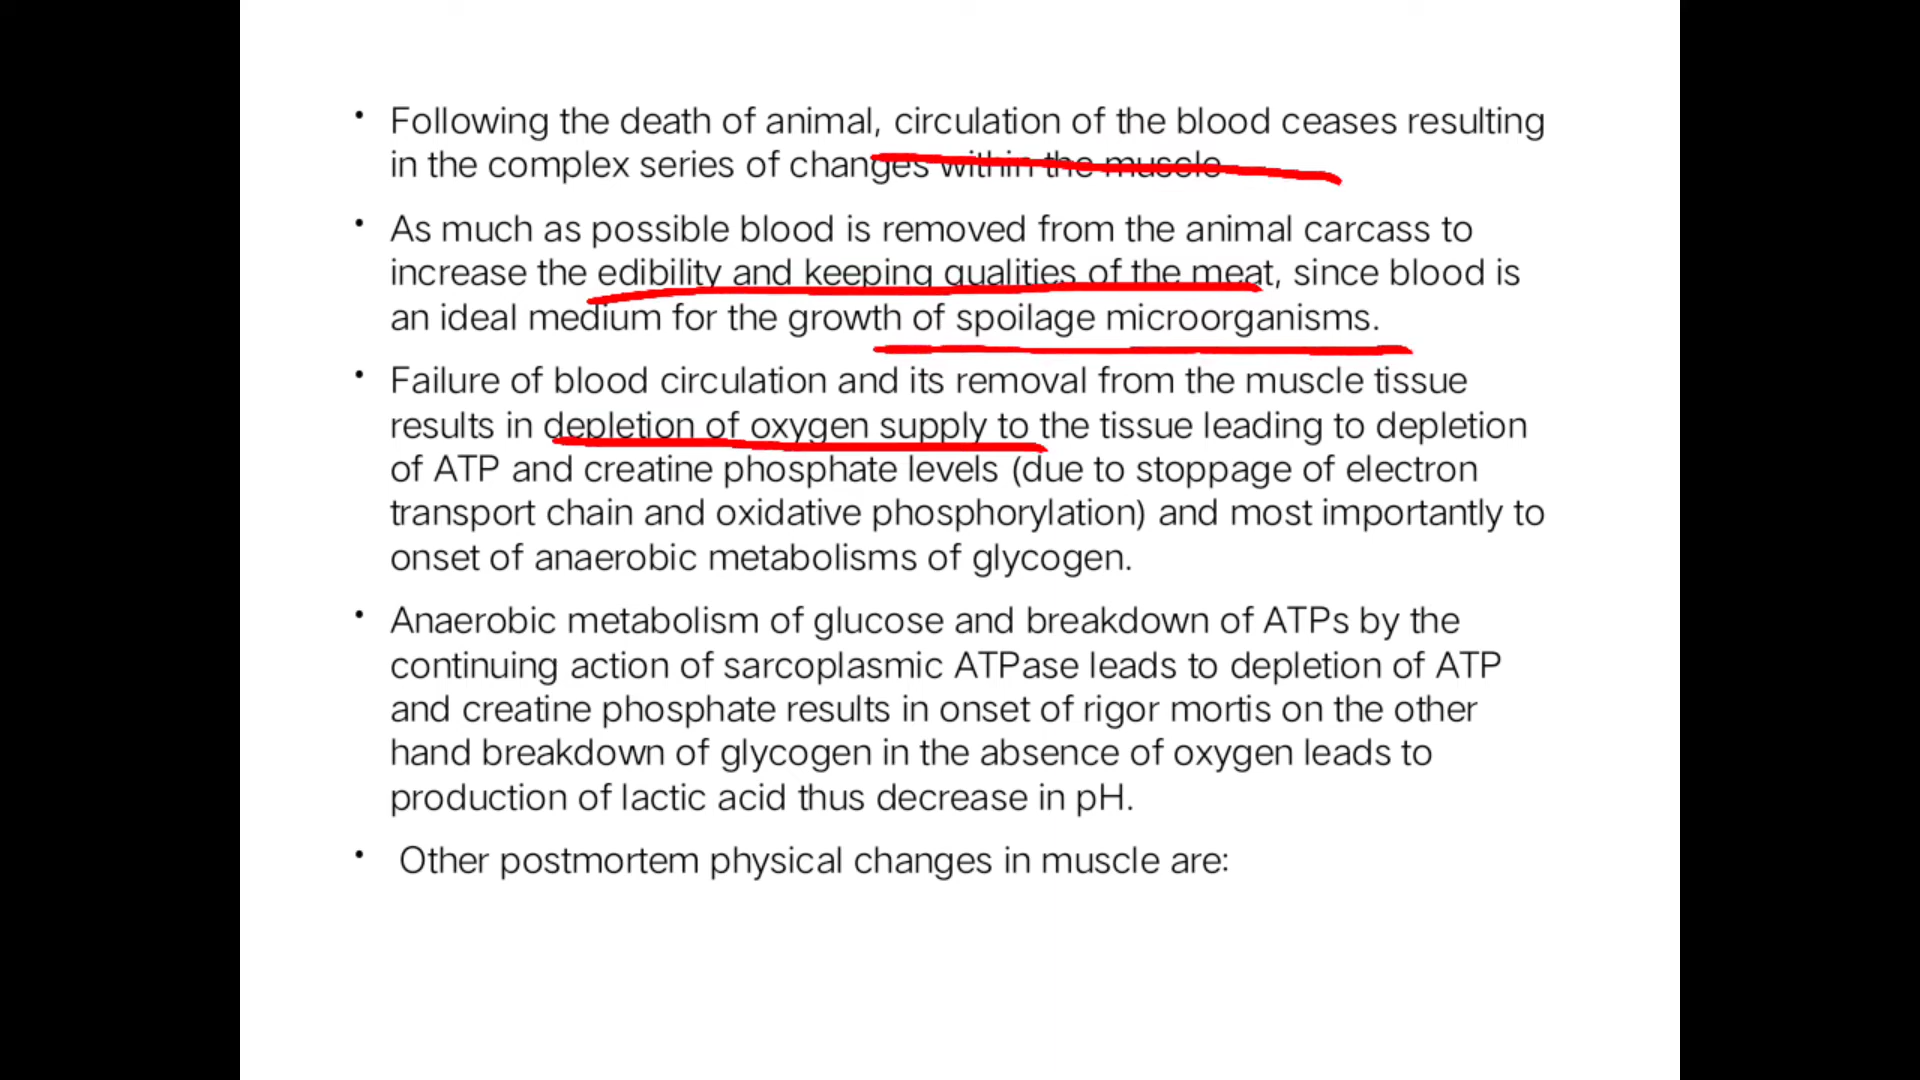 • Following the death of animal, circulation of the blood ceases resulting
in the complex series of changes within the muscle
• As much as possible blood is removed from the animal carcass to
increase the edibility and keeping qualities of the meat, since blood is
an ideal medium for the growth of spoilage microorganisms.
• Failure of blood circulation and its removal from the muscle tissue
results in depletion of oxygen supply to the tissue leading to depletion
of ATP and creatine phosphate levels (due to stoppage of electron
transport chain and oxidative phosphorylation) and most importantly to
onset of anaerobic metabolisms of glycogen.
• Anaerobic metabolism of glucose and breakdown of ATPs by the
continuing action of sarcoplasmic ATPase leads to depletion of ATP
and creatine phosphate results in onset of rigor mortis on the other
hand breakdown of glycogen in the absence of oxygen leads to
production of lactic acid thus decrease in pH.
• Other postmortem physical changes in muscle are: